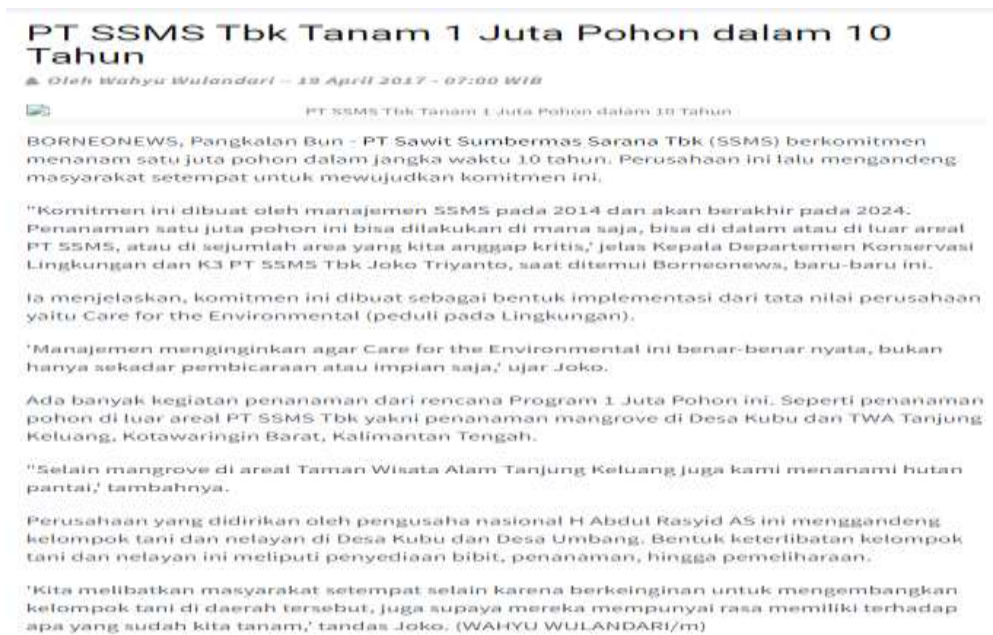 PT SSMS Tbk Tanam 1 Juta Pohon dalam 10
Tahun
Oleh Wahyu Wulandari - 19 April 2017 - 07:00 WIB
PT SSMS Tbk Tanam 1 Juta Pohon dalam 10 Tahun
BORNEONEWS, Pangkalan Bun - PT Sawit Sumbermas Sarana Tbk (SSMS) berkomitmen
menanam satu juta pohon dalam jangka waktu 10 tahun. Perusahaan ini lalu mengandeng
masyarakat setempat untuk mewujudkan komitmen ini.
"Komitmen ini dibuat oleh manajemen SSMS pada 2014 dan akan berakhir pada 2024.
Penanaman satu juta pohon ini bisa dilakukan di mana saja, bisa di dalam atau di luar areal
PT SSMS, atau di sejumlah area yang kita anggap kritis,' jelas Kepala Departemen Konservasi
Lingkungan dan K3 PT SSMS Tbk Joko Triyanto, saat ditemui Borneonews, baru-baru ini.
Ia menjelaskan, komitmen ini dibuat sebagai bentuk implementasi dari tata nilai perusahaan
yaitu Care for the Environmental (peduli pada Lingkungan).
'Manajemen menginginkan agar Care for the Environmental ini benar-benar nyata, bukan
hanya sekadar pembicaraan atau impian saja,' ujar Joko.
Ada banyak kegiatan penanaman dari rencana Program 1 Juta Pohon ini. Seperti penanaman
pohon di luar areal PT SSMS Tbk yakni penanaman mangrove di Desa Kubu dan TWA Tanjung
Keluang, Kotawaringin Barat, Kalimantan Tengah.
"Selain mangrove di areal Taman Wisata Alam Tanjung Keluang juga kami menanami hutan
pantai,' tambahnya.
Perusahaan yang didirikan oleh pengusaha nasional H Abdul Rasyid AS ini menggandeng
kelompok tani dan nelayan di Desa Kubu dan Desa Umbang. Bentuk keterlibatan kelompok
tani dan nelayan ini meliputi penyediaan bibit, penanaman, hingga pemeliharaan.
'Kita melibatkan masyarakat setempat selain karena berkeinginan untuk mengembangkan
kelompok tani di daerah tersebut, juga supaya mereka mempunyai rasa memiliki terhadap
apa yang sudah kita tanam,' tandas Joko. (WAHYU WULANDARI/m)